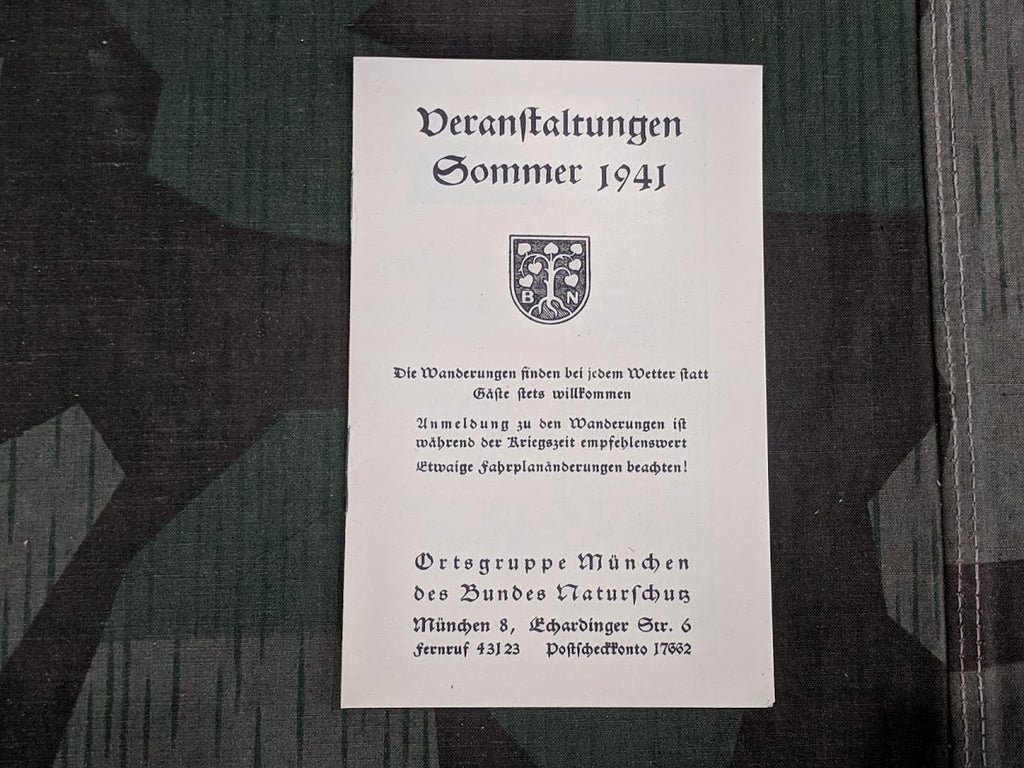 Veranstaltungen
Sommer 1941
B N
Die Wanderungen finden bei jedem Wetter statt
Gäste stets willkommen
Anmeldung zu den Wanderungen ist
während der Kriegszeit empfehlenswert
Etwaige Fahrplanänderungen beachten!
Ortsgruppe München
des Bundes Naturschutz
München 8, Echardinger Str. 6
Fernruf 43123 Postscheckkonto 17662